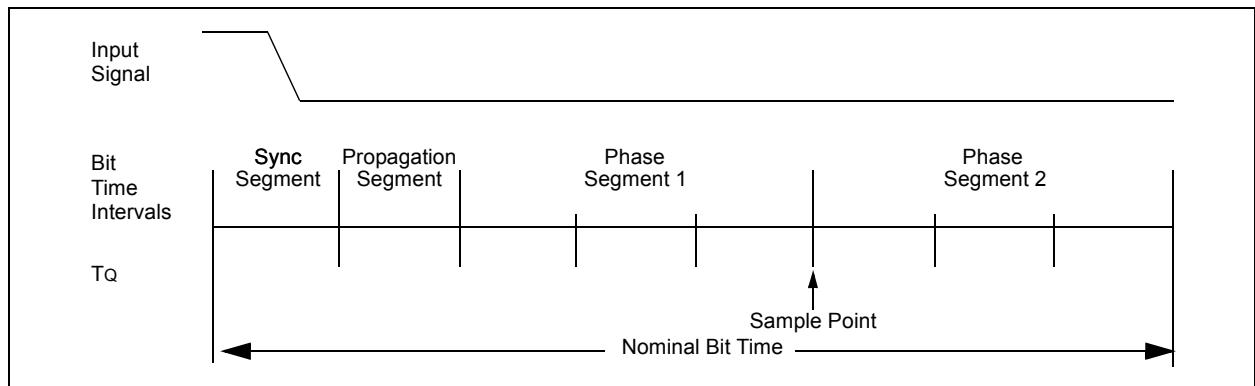 Input
Signal
Bit
Time
Intervals
Sync
Segment
Propagation
Segment
Phase
Segment 1
Phase
Segment 2
TQ
Sample Point
Nominal Bit Time